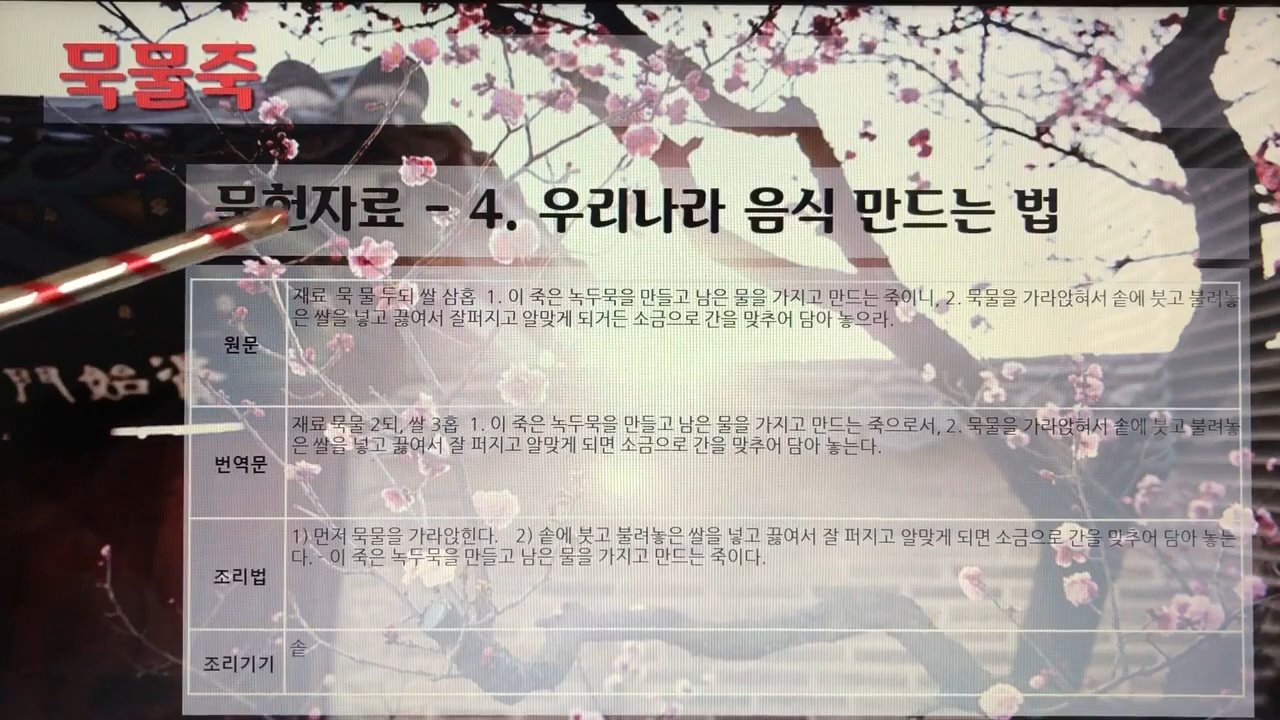 묵물죽
문헌자료 - 4. 우리나라 음식 만드는 법
원문
재료 묵 물 두되 쌀 삼홉 1. 이 죽은 녹두묵을 만들고 남은 물을 가지고 만드는 죽이니, 2. 묵물을 가라앉혀서 솥에 붓고 불려놓
은 쌀을 넣고 끓여서 잘퍼지고 알맞게 되거든 소금으로 간을 맞추어 담아 놓으라.
번역문
재료 묵물 2되, 쌀 3홉 1. 이 죽은 녹두묵을 만들고 남은 물을 가지고 만드는 죽으로서, 2. 묵물을 가라앉혀서 솥에 붓고 불려놓
은 쌀을 넣고 끓여서 잘 퍼지고 알맞게 되면 소금으로 간을 맞추어 담아 놓는다.
조리법
1) 먼저 묵물을 가라앉힌다. 2) 솥에 붓고 불려놓은 쌀을 넣고 끓여서 잘 퍼지고 알맞게 되면 소금으로 간을 맞추어 담아 놓는
다. 이 죽은 녹두묵을 만들고 남은 물을 가지고 만드는 죽이다.
조리기기
솥
門始